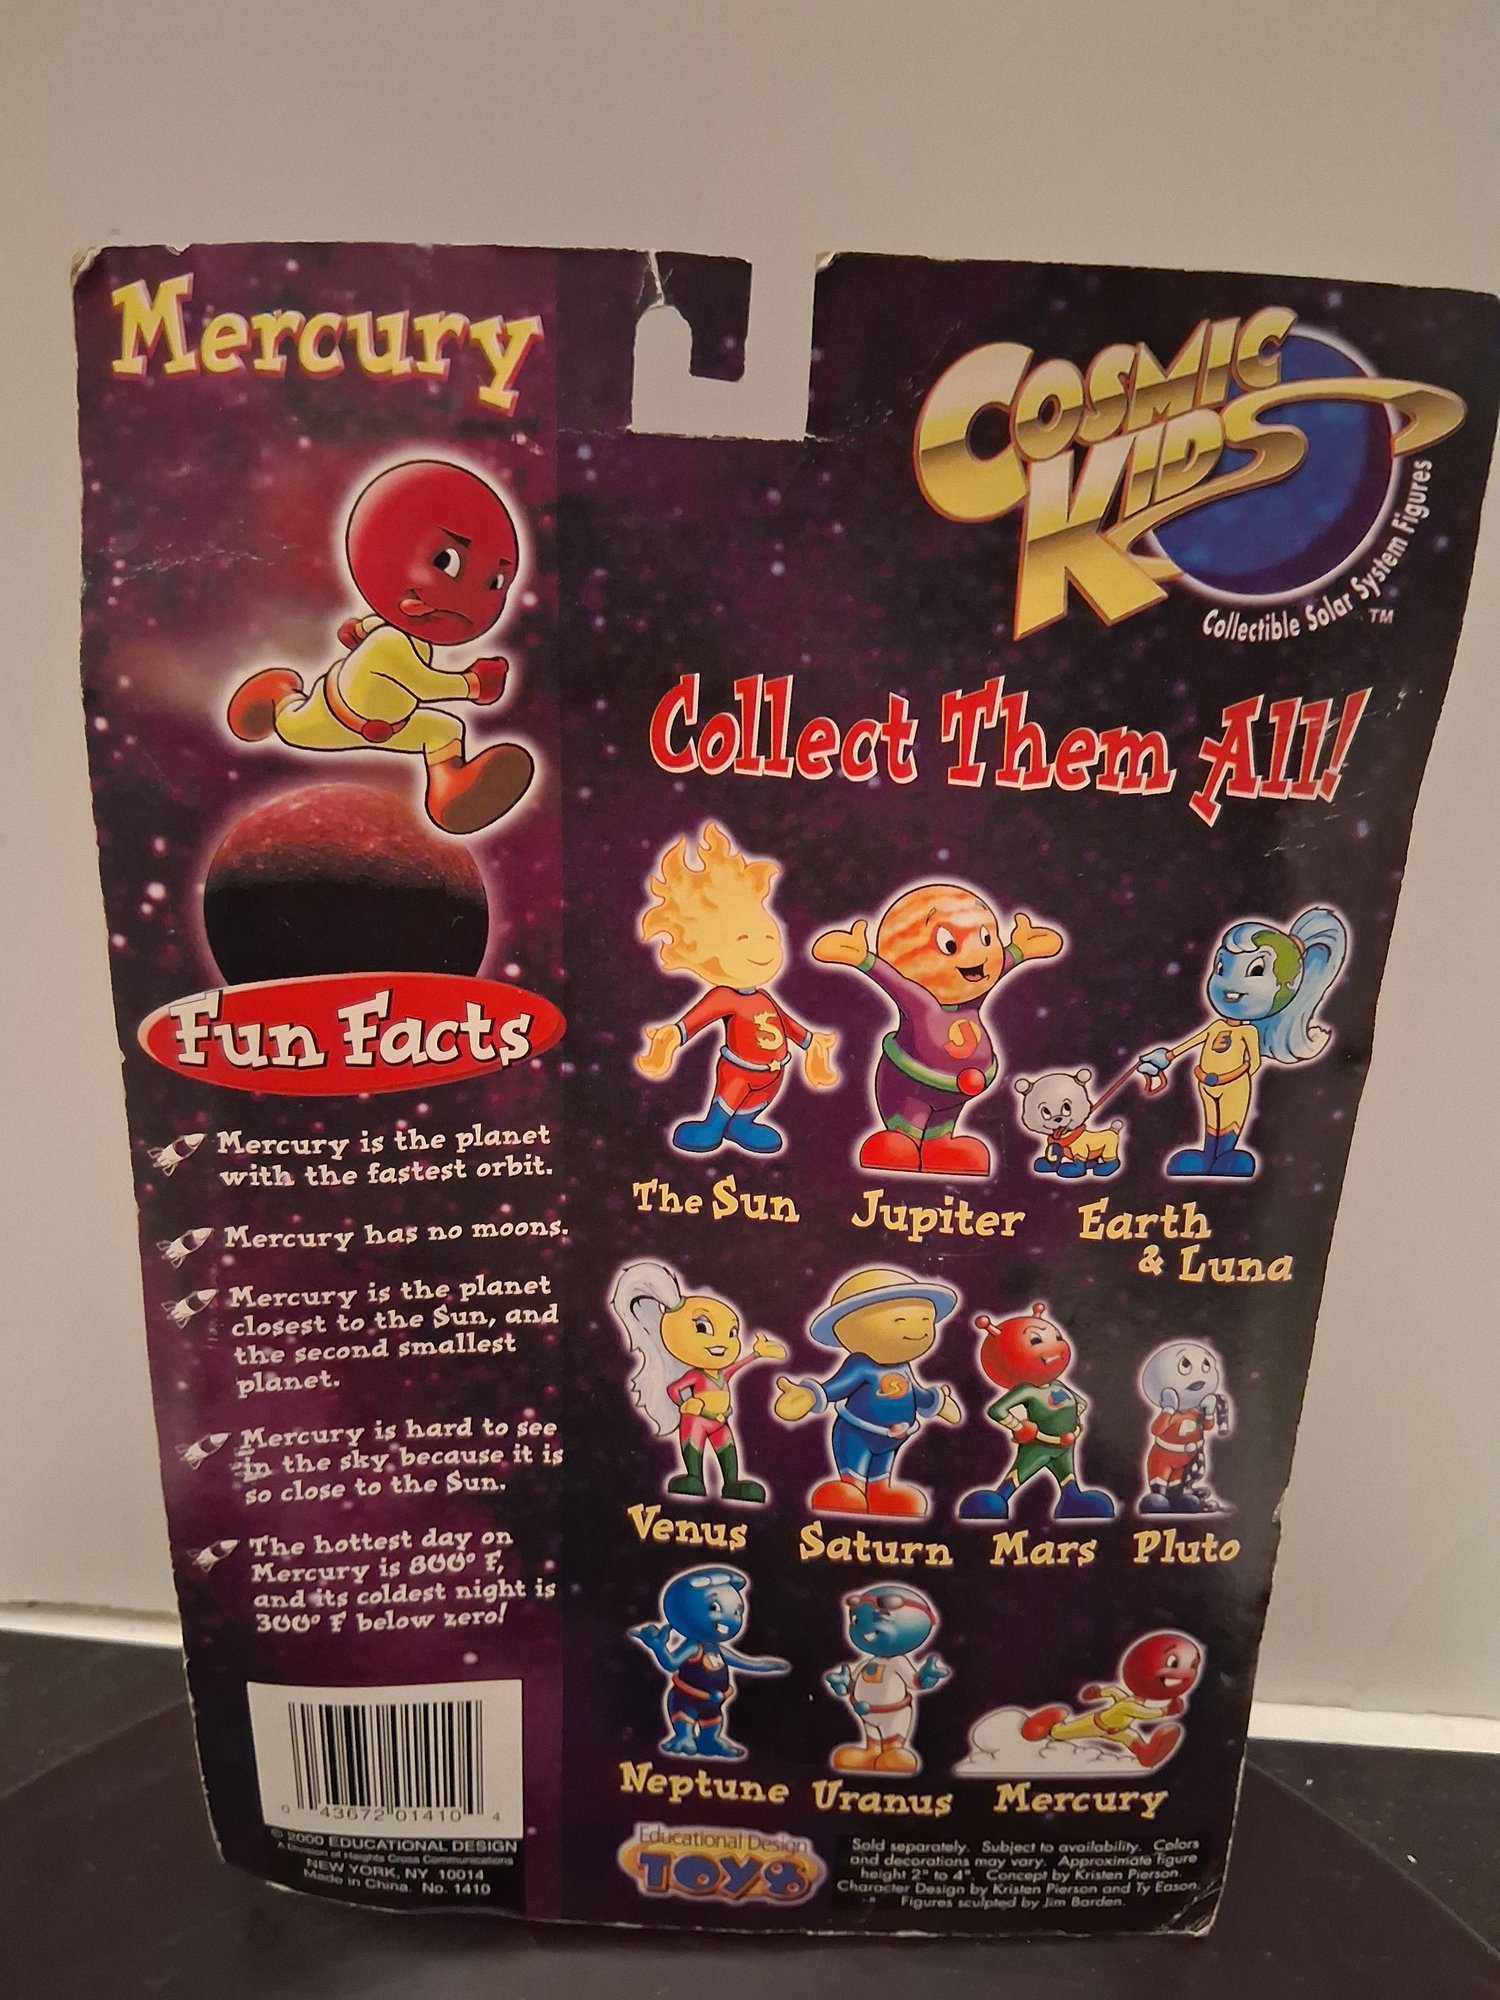 Mercury
COSMIC
KIDS
Collectible Solar System Figures
TM
Collect Them All!
Fun Facts
Mercury is the planet
with the fastest orbit.
Mercury has no moons.
Mercury is the planet
closest to the Sun, and
the second smallest
planet.
Mercury is hard to see
in the sky because it is
so close to the Sun.
The hottest day on
Mercury is 800° F,
and its coldest night is
300° F below zero!
S
J
E
The Sun
Jupiter
Earth
& Luna
S
P
Venus
Saturn
Mars
Pluto
N
U
Neptune
Uranus
Mercury
0 43672 01410 4
© 2000 EDUCATIONAL DESIGN
A Division of Heights Cross Communications
NEW YORK, NY 10014
Made in China. No. 1410
Educational Design
TOYS
Sold separately. Subject to availability. Colors
and decorations may vary. Approximate figure
height 2" to 4". Concept by Kristen Pierson.
Character Design by Kristen Pierson and Ty Eason.
Figures sculpted by Jim Barden.